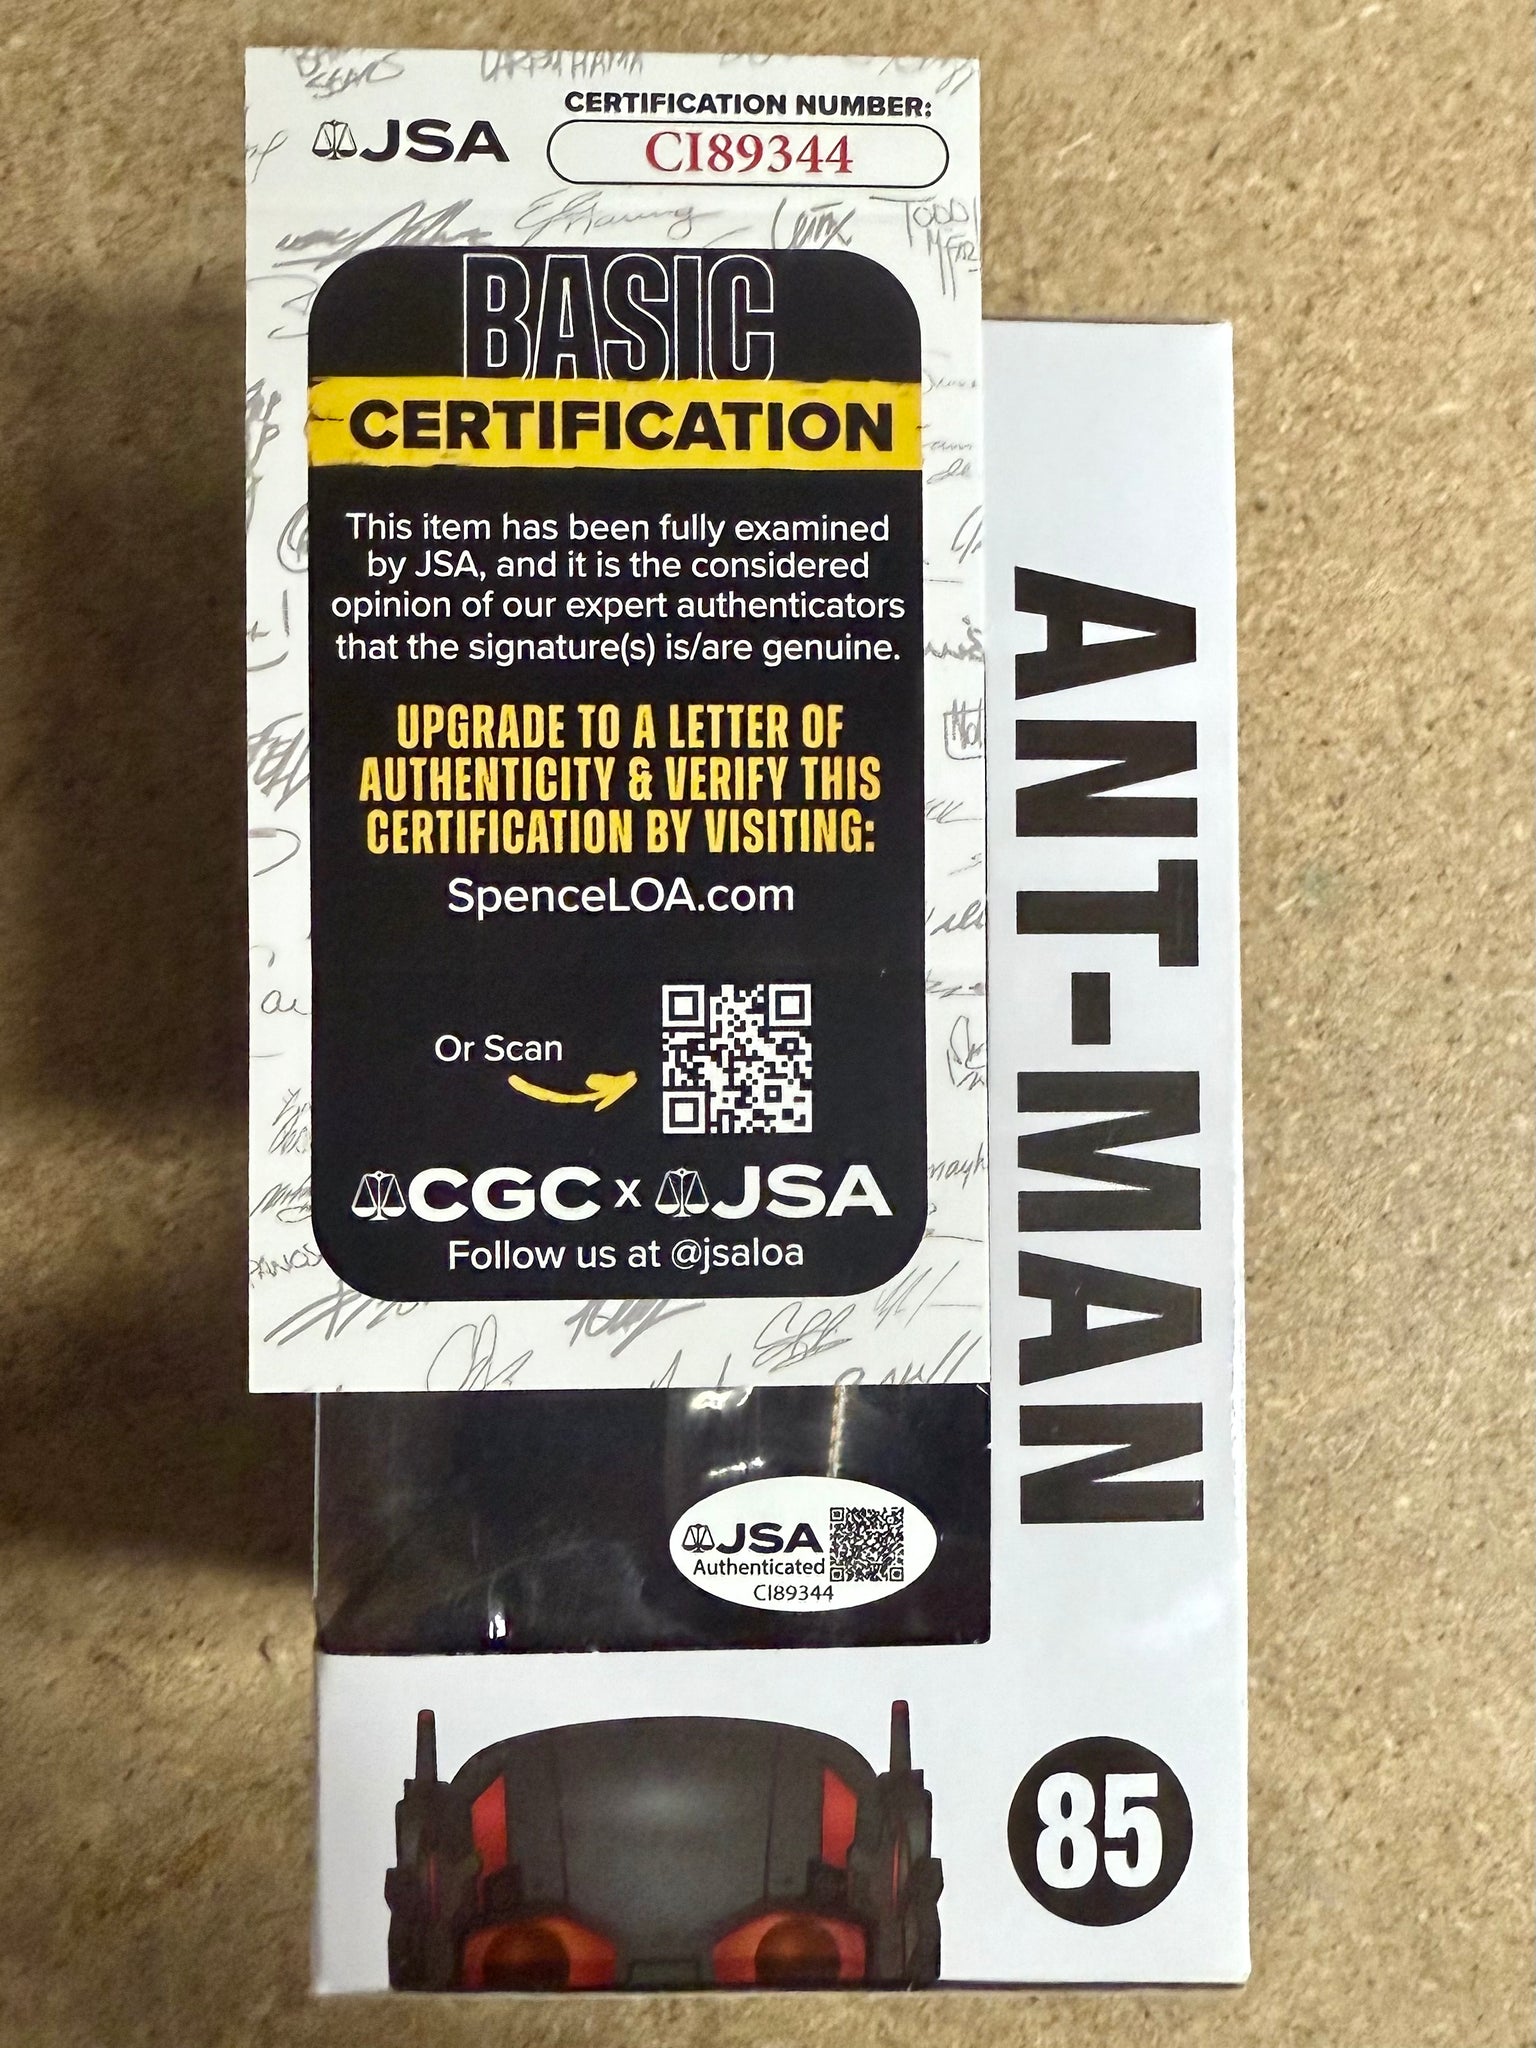 JSA
CERTIFICATION NUMBER:
CI89344
BASIC
CERTIFICATION
This item has been fully examined
by JSA, and it is the considered
opinion of our expert authenticators
that the signature(s) is/are genuine.
UPGRADE TO A LETTER OF
AUTHENTICITY & VERIFY THIS
CERTIFICATION BY VISITING:
SpenceLOA.com
Or Scan
CGC x JSA
Follow us at @jsaloa
ANT-MAN
JSA
Authenticated
CI89344
85